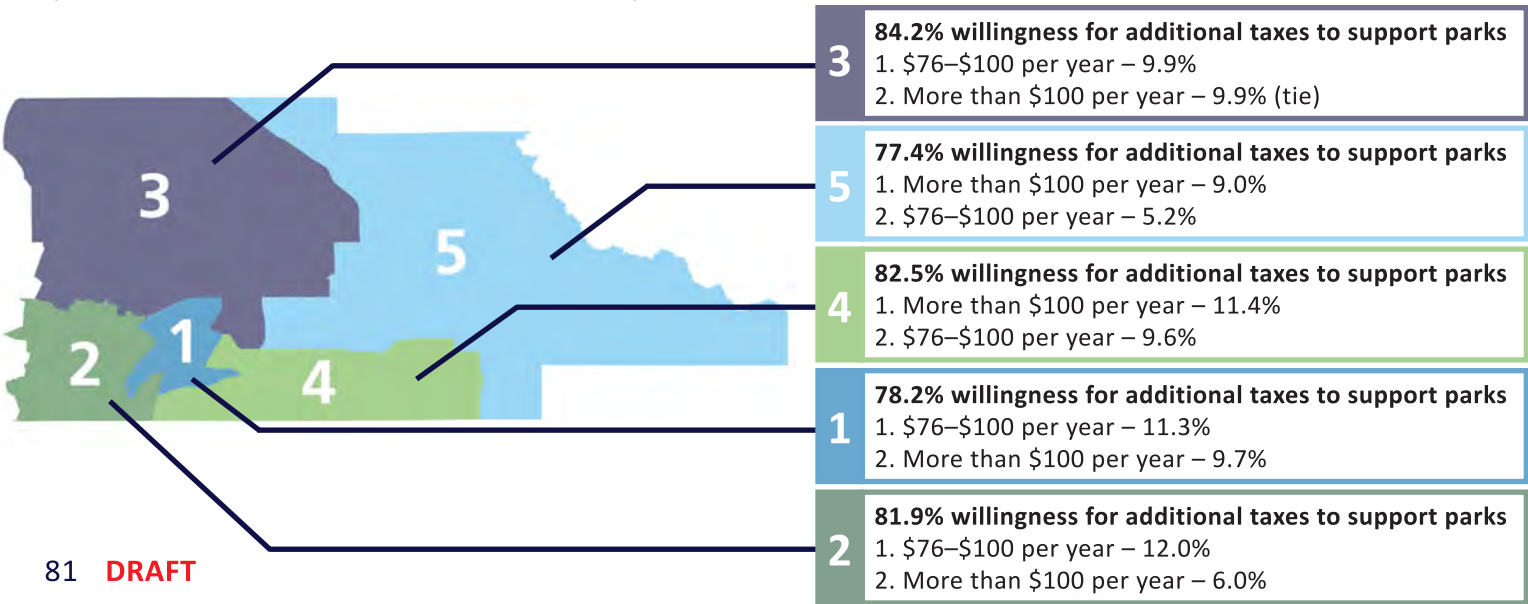 3
84.2% willingness for additional taxes to support parks
1. $76–$100 per year – 9.9%
2. More than $100 per year – 9.9% (tie)
5
77.4% willingness for additional taxes to support parks
1. More than $100 per year – 9.0%
2. $76–$100 per year – 5.2%
4
82.5% willingness for additional taxes to support parks
1. More than $100 per year – 11.4%
2. $76–$100 per year – 9.6%
1
78.2% willingness for additional taxes to support parks
1. $76–$100 per year – 11.3%
2. More than $100 per year – 9.7%
2
81.9% willingness for additional taxes to support parks
1. $76–$100 per year – 12.0%
2. More than $100 per year – 6.0%
3
5
1
2
4
81 DRAFT